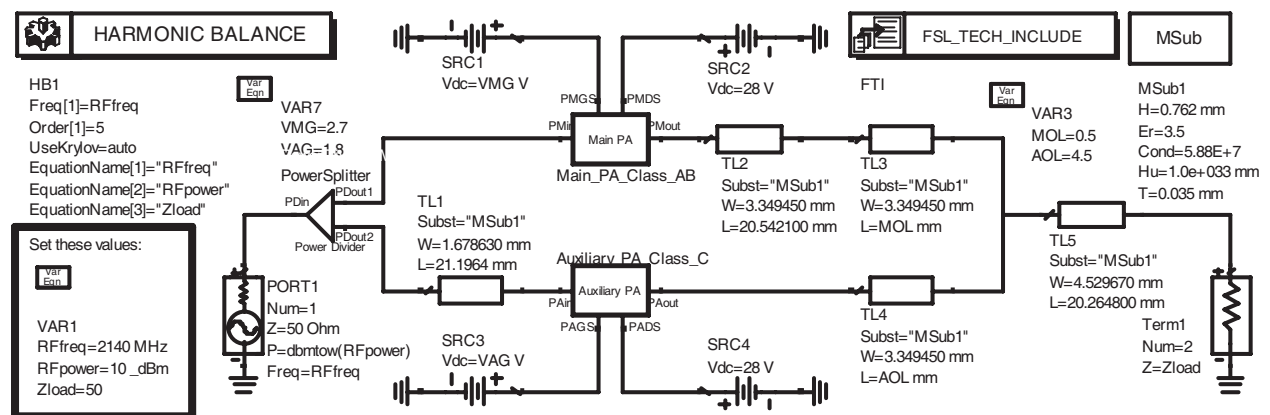 HARMONIC BALANCE
HB1
Freq[1]=RFfreq
Order[1]=5
UseKrylov=auto
EquationName[1]="RFfreq"
EquationName[2]="RFpower"
EquationName[3]="Zload"
Set these values:
Var
Eqn
VAR1
RFfreq=2140 MHz
RFpower=10 _dBm
Zload=50
Var
Eqn
VAR7
VMG=2.7
VAG=1.8
PowerSplitter
PDin
PDout1
PDout2
Power Divider
PORT1
Num=1
Z=50 Ohm
P=dbmtow(RFpower)
Freq=RFfreq
TL1
Subst="MSub1"
W=1.678630 mm
L=21.1964 mm
SRC1
Vdc=VMG V
SRC2
Vdc=28 V
PMGS
PMDS
PMin
Main PA
PMout
Main_PA_Class_AB
Auxiliary_PA_Class_C
PAin
Auxiliary PA
PAout
PAGS
PADS
SRC3
Vdc=VAG V
SRC4
Vdc=28 V
TL2
Subst="MSub1"
W=3.349450 mm
L=20.542100 mm
TL3
Subst="MSub1"
W=3.349450 mm
L=MOL mm
TL4
Subst="MSub1"
W=3.349450 mm
L=AOL mm
FSL_TECH_INCLUDE
FTI
Var
Eqn
VAR3
MOL=0.5
AOL=4.5
MSub
MSub1
H=0.762 mm
Er=3.5
Cond=5.88E+7
Hu=1.0e+033 mm
T=0.035 mm
TL5
Subst="MSub1"
W=4.529670 mm
L=20.264800 mm
Term1
Num=2
Z=Zload